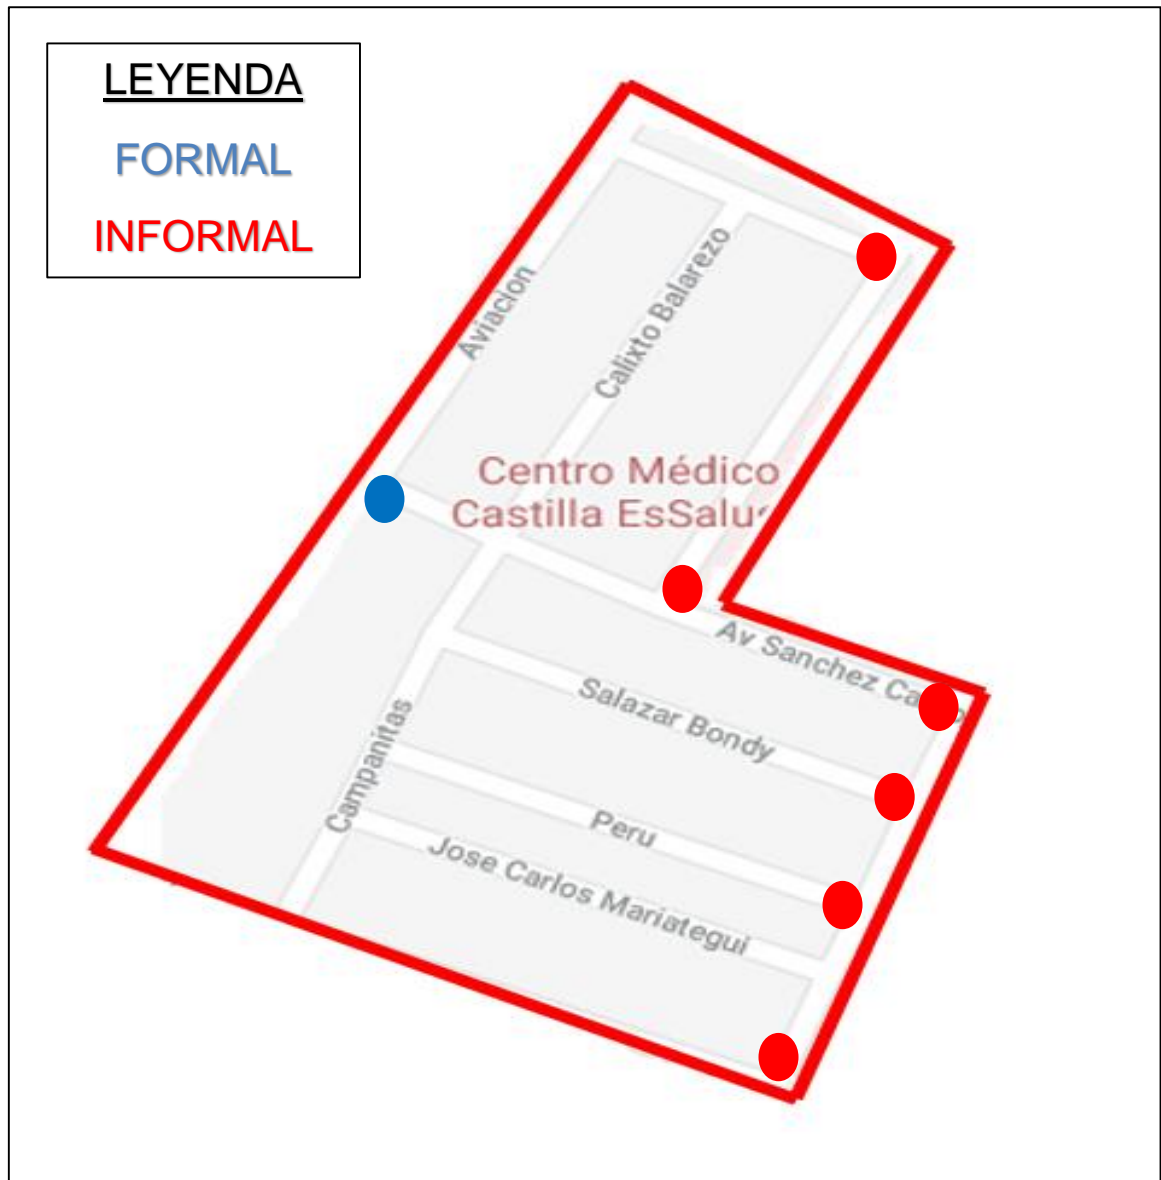 LEYENDA
FORMAL
INFORMAL
Aviacion
Calixto Balarezo
Centro Médico
Castilla EsSalu
Av Sanchez Ca
Salazar Bondy
Campanitas
Peru
Jose Carlos Mariategui